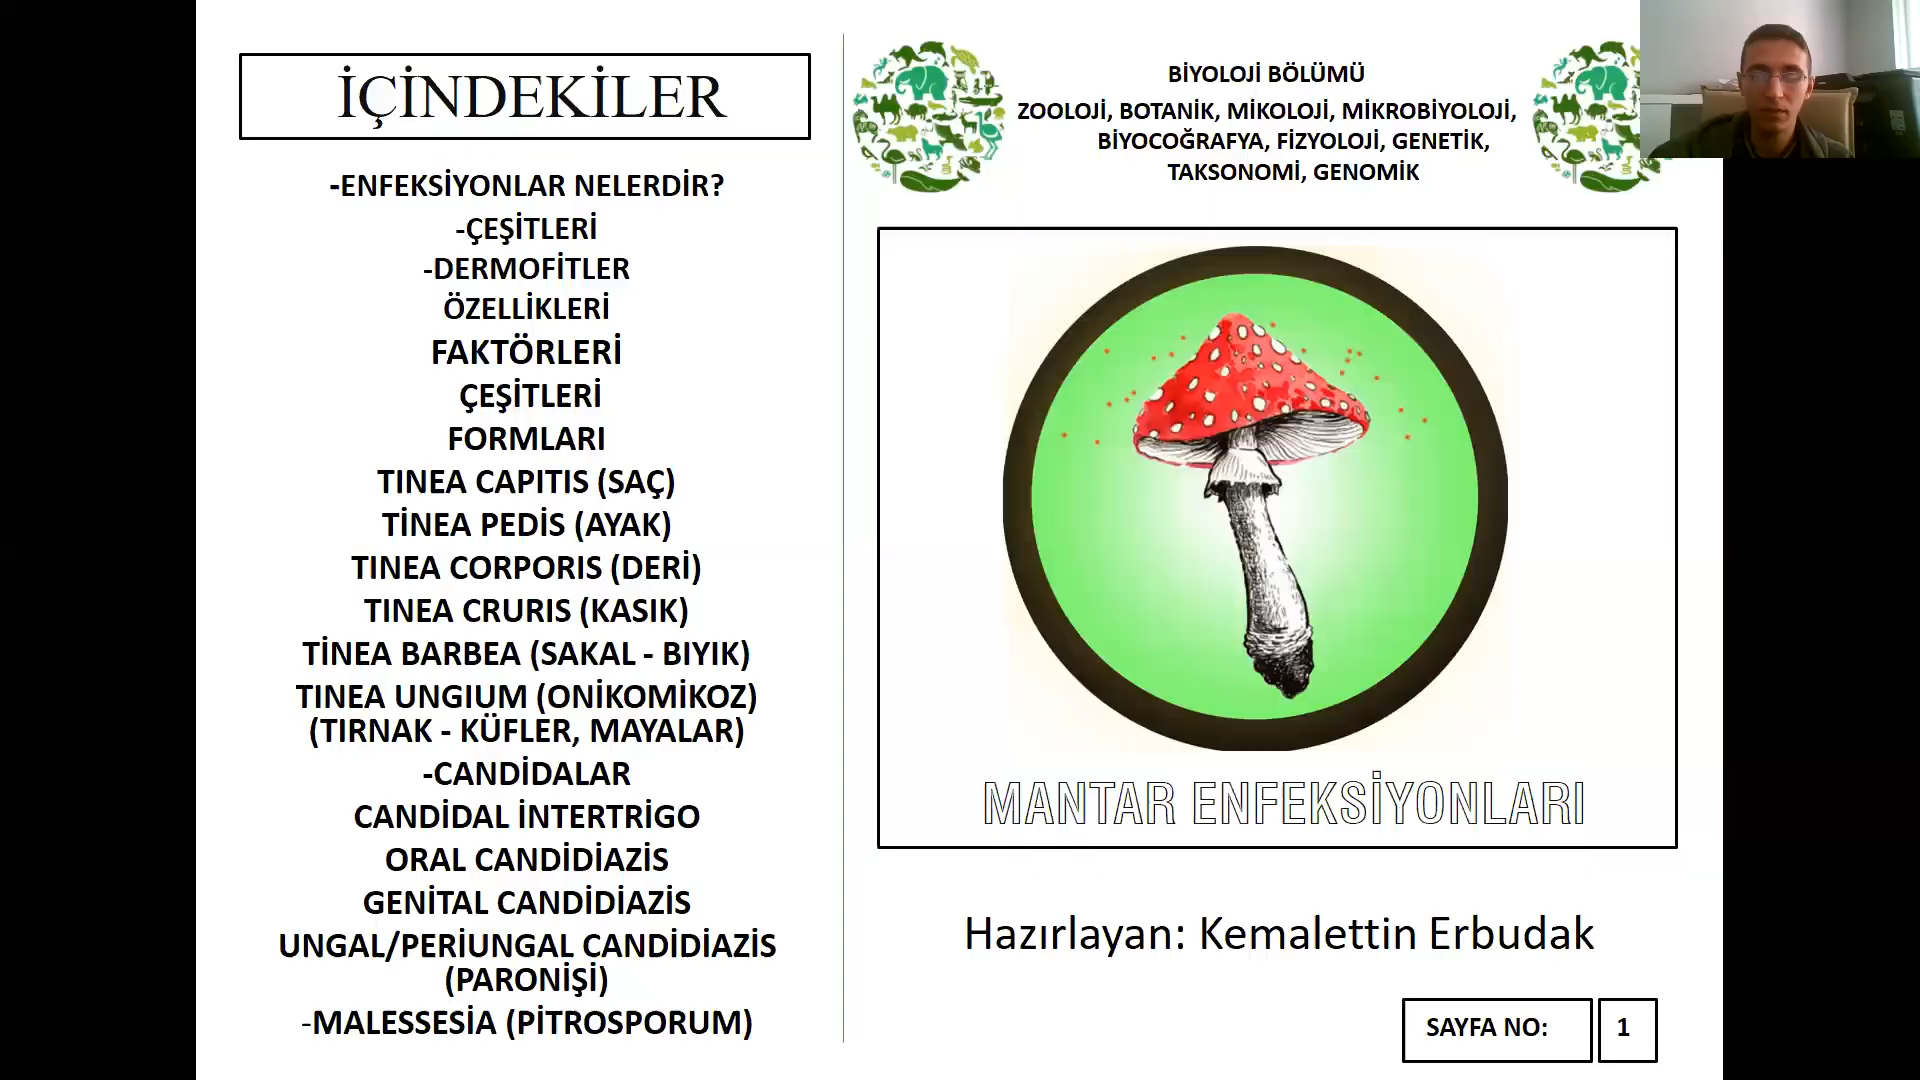 İÇİNDEKİLER
-ENFEKSİYONLAR NELERDİR?
-ÇEŞİTLERİ
-DERMOFİTLER
ÖZELLİKLERİ
FAKTÖRLERİ
ÇEŞİTLERİ
FORMLARI
TINEA CAPITIS (SAÇ)
TİNEA PEDİS (AYAK)
TINEA CORPORIS (DERİ)
TINEA CRURIS (KASIK)
TİNEA BARBEA (SAKAL - BIYIK)
TINEA UNGIUM (ONİKOMİKOZ)
(TIRNAK - KÜFLER, MAYALAR)
-CANDİDALAR
CANDİDAL İNTERTRİGO
ORAL CANDİDİAZİS
GENİTAL CANDİDİAZİS
UNGAL/PERİUNGAL CANDİDİAZİS
(PARONİŞİ)
-MALESSESİA (PİTROSPORUM)
BİYOLOJİ BÖLÜMÜ
ZOOLOJİ, BOTANİK, MİKOLOJİ, MİKROBİYOLOJİ,
BİYOCOĞRAFYA, FİZYOLOJİ, GENETİK,
TAKSONOMİ, GENOMİK
MANTAR ENFEKSİYONLARI
Hazırlayan: Kemalettin Erbudak
SAYFA NO: 1